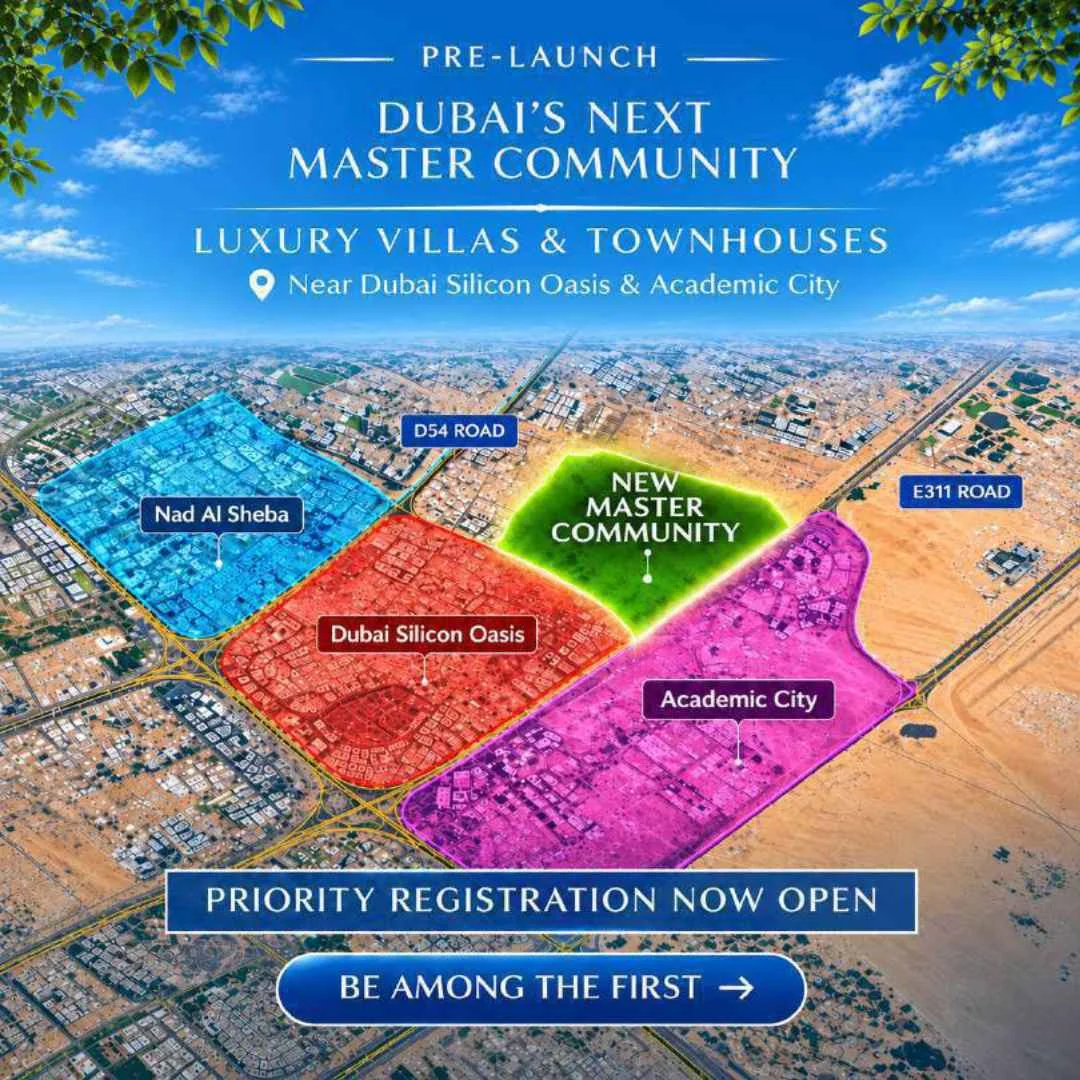 PRE-LAUNCH
DUBAI'S NEXT
MASTER COMMUNITY
LUXURY VILLAS & TOWNHOUSES
Near Dubai Silicon Oasis & Academic City
D54 ROAD
NEW
MASTER
COMMUNITY
E311 ROAD
Nad Al Sheba
Dubai Silicon Oasis
Academic City
PRIORITY REGISTRATION NOW OPEN
BE AMONG THE FIRST →